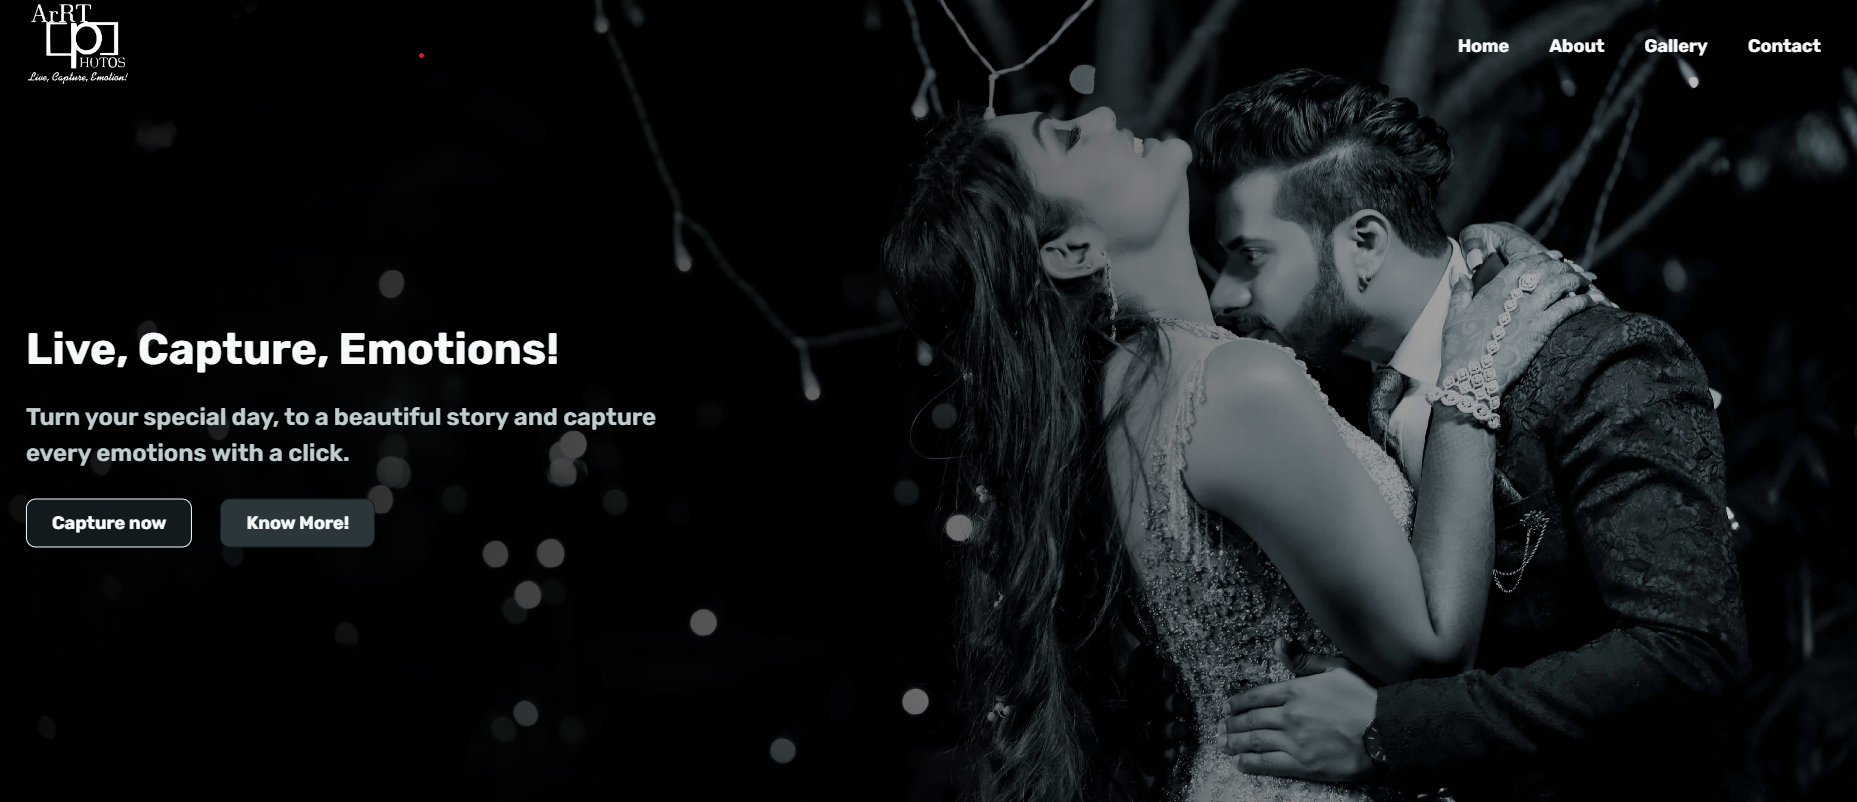 ArRT
PHOTOS
Live, Capture, Emotion!
Home About Gallery Contact
Live, Capture, Emotions!
Turn your special day, to a beautiful story and capture
every emotions with a click.
Capture now Know More!